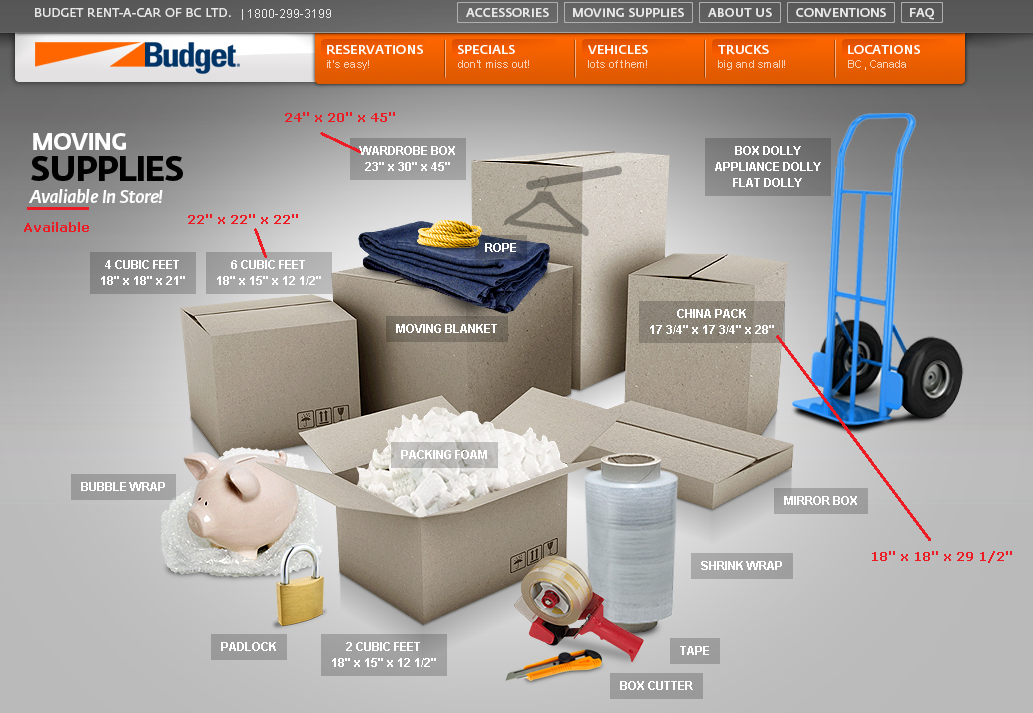 BUDGET RENT-A-CAR OF BC LTD. | 1800-299-3199
ACCESSORIES
MOVING SUPPLIES
ABOUT US
CONVENTIONS
FAQ
Budget
RESERVATIONS
it's easy!
SPECIALS
don't miss out!
VEHICLES
lots of them!
TRUCKS
big and small!
LOCATIONS
BC , Canada
MOVING
SUPPLIES
Avaliable In Store!
Available
24" x 20" x 45"
WARDROBE BOX
23" x 30" x 45"
BOX DOLLY
APPLIANCE DOLLY
FLAT DOLLY
22" x 22" x 22"
4 CUBIC FEET
18" x 18" x 21"
6 CUBIC FEET
18" x 15" x 12 1/2"
ROPE
MOVING BLANKET
CHINA PACK
17 3/4" x 17 3/4" x 28"
PACKING FOAM
BUBBLE WRAP
MIRROR BOX
18" x 18" x 29 1/2"
SHRINK WRAP
PADLOCK
2 CUBIC FEET
18" x 15" x 12 1/2"
TAPE
BOX CUTTER